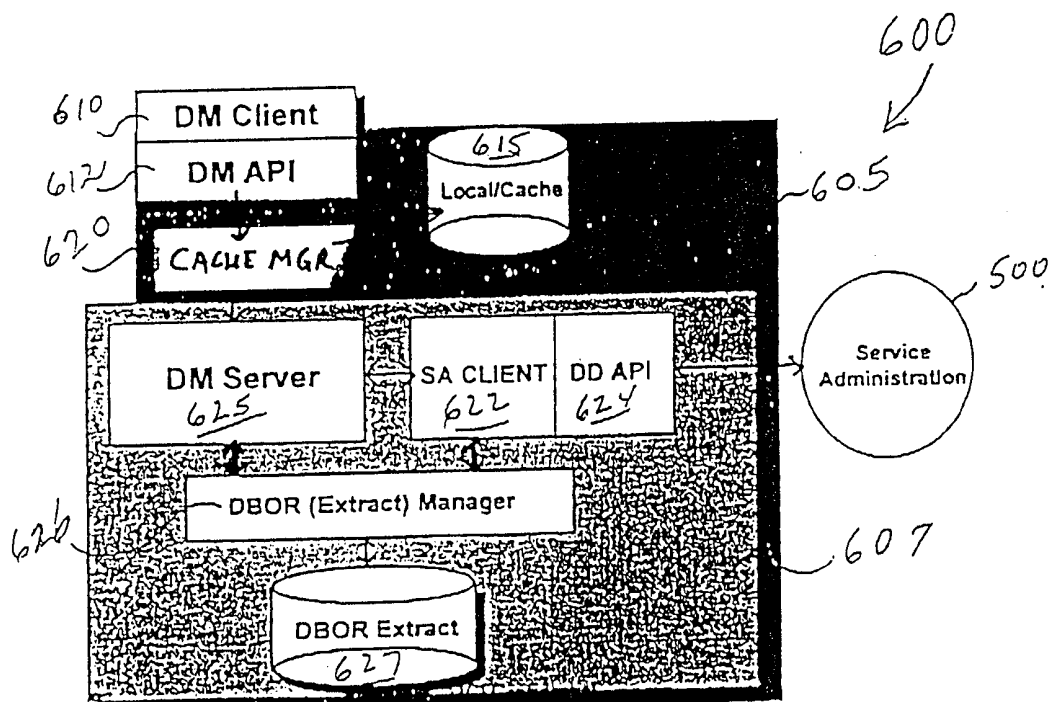 600
610
DM Client
612
DM API
615
Local/Cache
605
620
CACHE MGR
500
Service
Administration
DM Server
625
SA CLIENT
622
DD API
624
626
DBOR (Extract) Manager
607
DBOR Extract
627